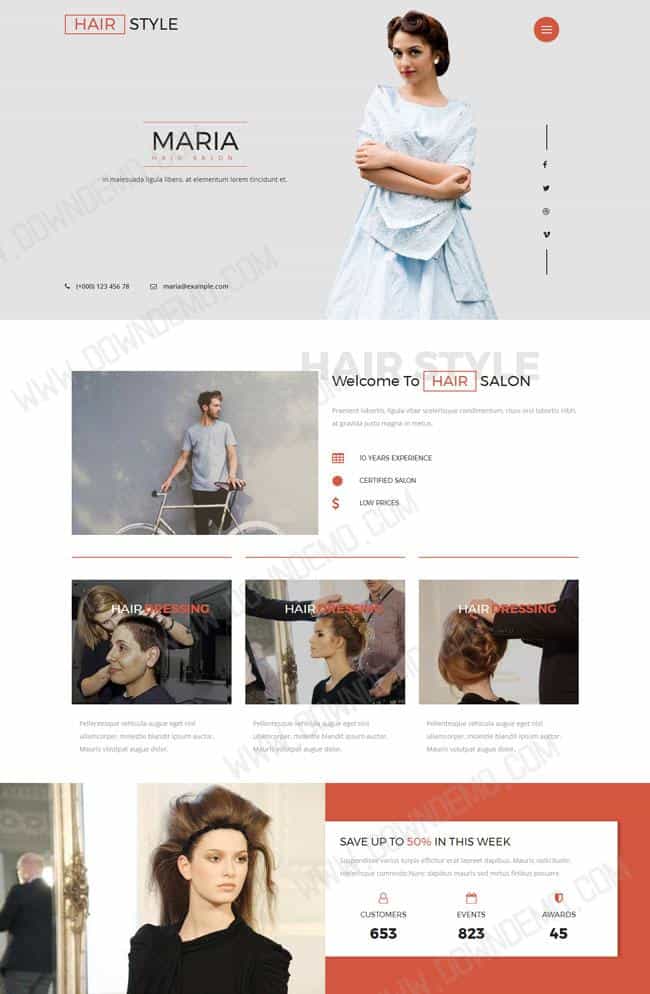 HAIR STYLE
MARIA
HAIR SALON
in malesuada ligula libero, at elementum lorem tincidunt et.
(+000) 123 456 78 maria@example.com
HAIR STYLE
Welcome To HAIR SALON
Praesent lobortis, ligula vitae scelerisque condimentum, risus orci lobortis nibh,
at gravida justo magna in metus.
10 YEARS EXPERIENCE
CERTIFIED SALON
LOW PRICES
HAIR DRESSING
HAIR DRESSING
HAIR DRESSING
Pellentesque vehicula augue eget nisl
ullamcorper, molestie blandit ipsum auctor.
Mauris volutpat augue dolor.
Pellentesque vehicula augue eget nisl
ullamcorper, molestie blandit ipsum auctor.
Mauris volutpat augue dolor.
Pellentesque vehicula augue eget nisl
ullamcorper, molestie blandit ipsum auctor.
Mauris volutpat augue dolor.
SAVE UP TO 50% IN THIS WEEK
Suspendisse varius turpis efficitur erat laoreet dapibus. Mauris sollicitudin
scelerisque commodo.Nunc dapibus mauris sed metus finibus posuere.
CUSTOMERS EVENTS AWARDS
653 823 45
WWW.DOWNDEMO.COM